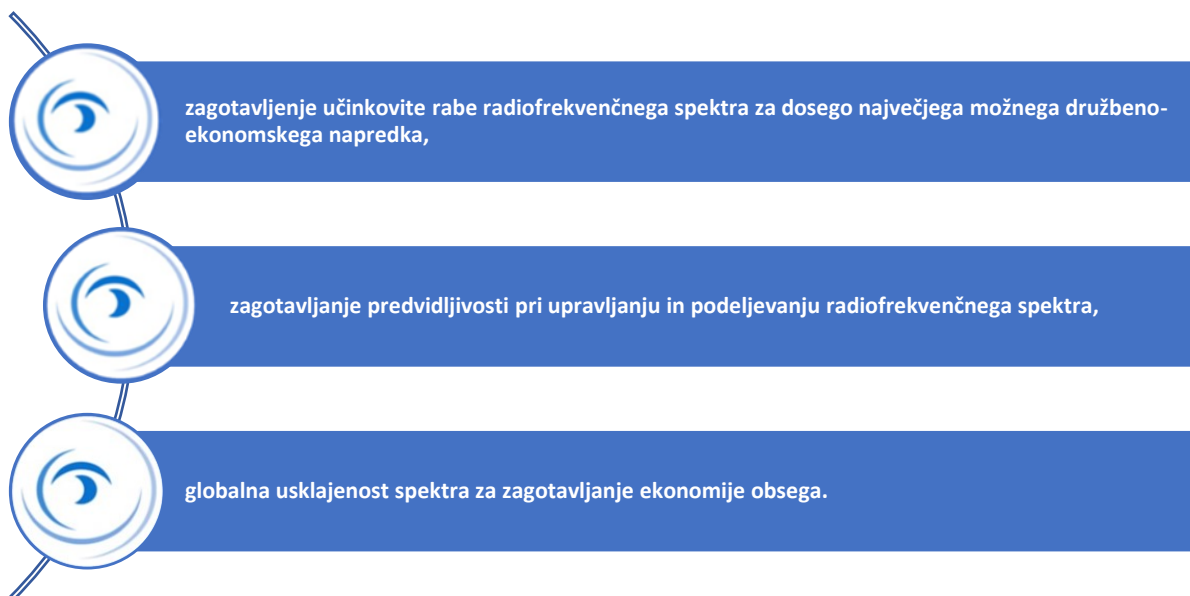 zagotavljenje učinkovite rabe radiofrekvenčnega spektra za dosego največjega možnega družbeno-
ekonomskega napredka,
zagotavljanje predvidljivosti pri upravljanju in podeljevanju radiofrekvenčnega spektra,
globalna usklajenost spektra za zagotavljanje ekonomije obsega.